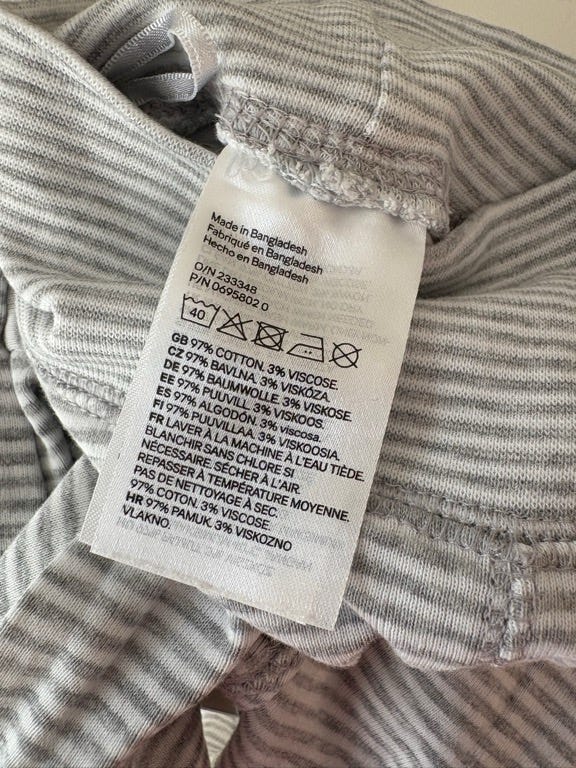 Made in Bangladesh
Fabriqué en Bangladesh
Hecho en Bangladesh
O/N 233348
P/N 0695802 0
40
GB 97% COTTON. 3% VISCOSE.
CZ 97% BAVLNA. 3% VISKÓZA.
DE 97% BAUMWOLLE. 3% VISKOSE.
EE 97% PUUVILL. 3% VISKOOS.
ES 97% ALGODÓN. 3% viscosa.
FI 97% PUUVILLAA. 3% VISKOOSIA.
FR LAVER À LA MACHINE À L'EAU TIÈDE.
BLANCHIR SANS CHLORE SI
NÉCESSAIRE. SÉCHER À L'AIR.
REPASSER À TEMPÉRATURE MOYENNE.
PAS DE NETTOYAGE À SEC.
97% COTON. 3% VISCOSE.
HR 97% PAMUK. 3% VISKOZNO
VLAKNO.